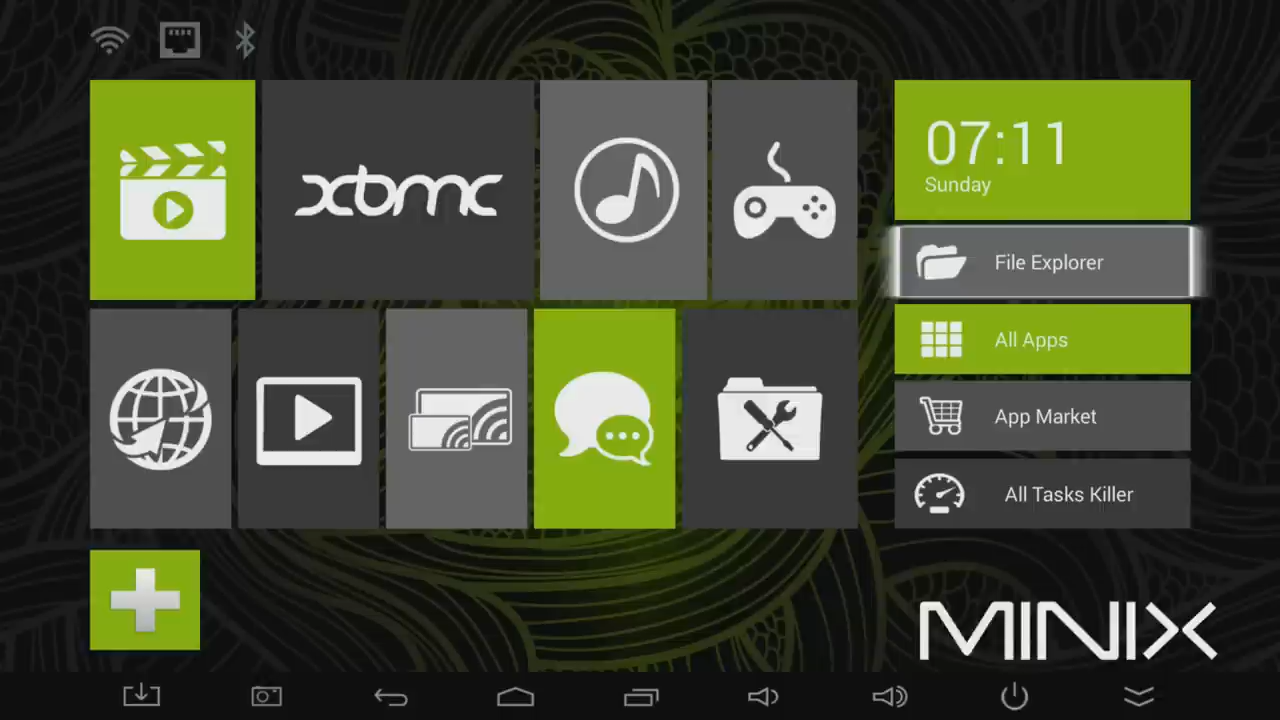 xbmc
07:11
Sunday
File Explorer
All Apps
App Market
All Tasks Killer
MINIX